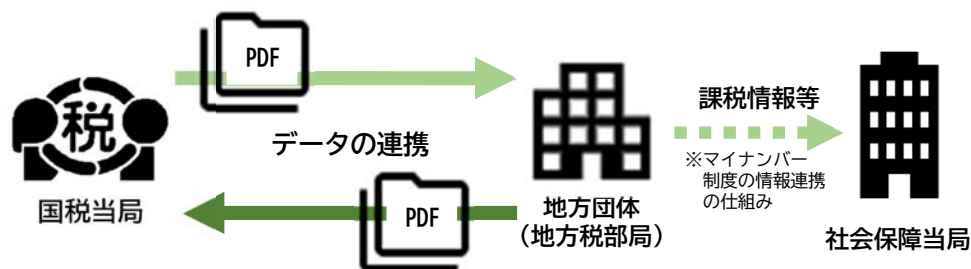 PDF
税
データの連携
国税当局
PDF
地方団体
（地方税部局）
課税情報等
※マイナンバー
制度の情報連携
の仕組み
社会保障当局